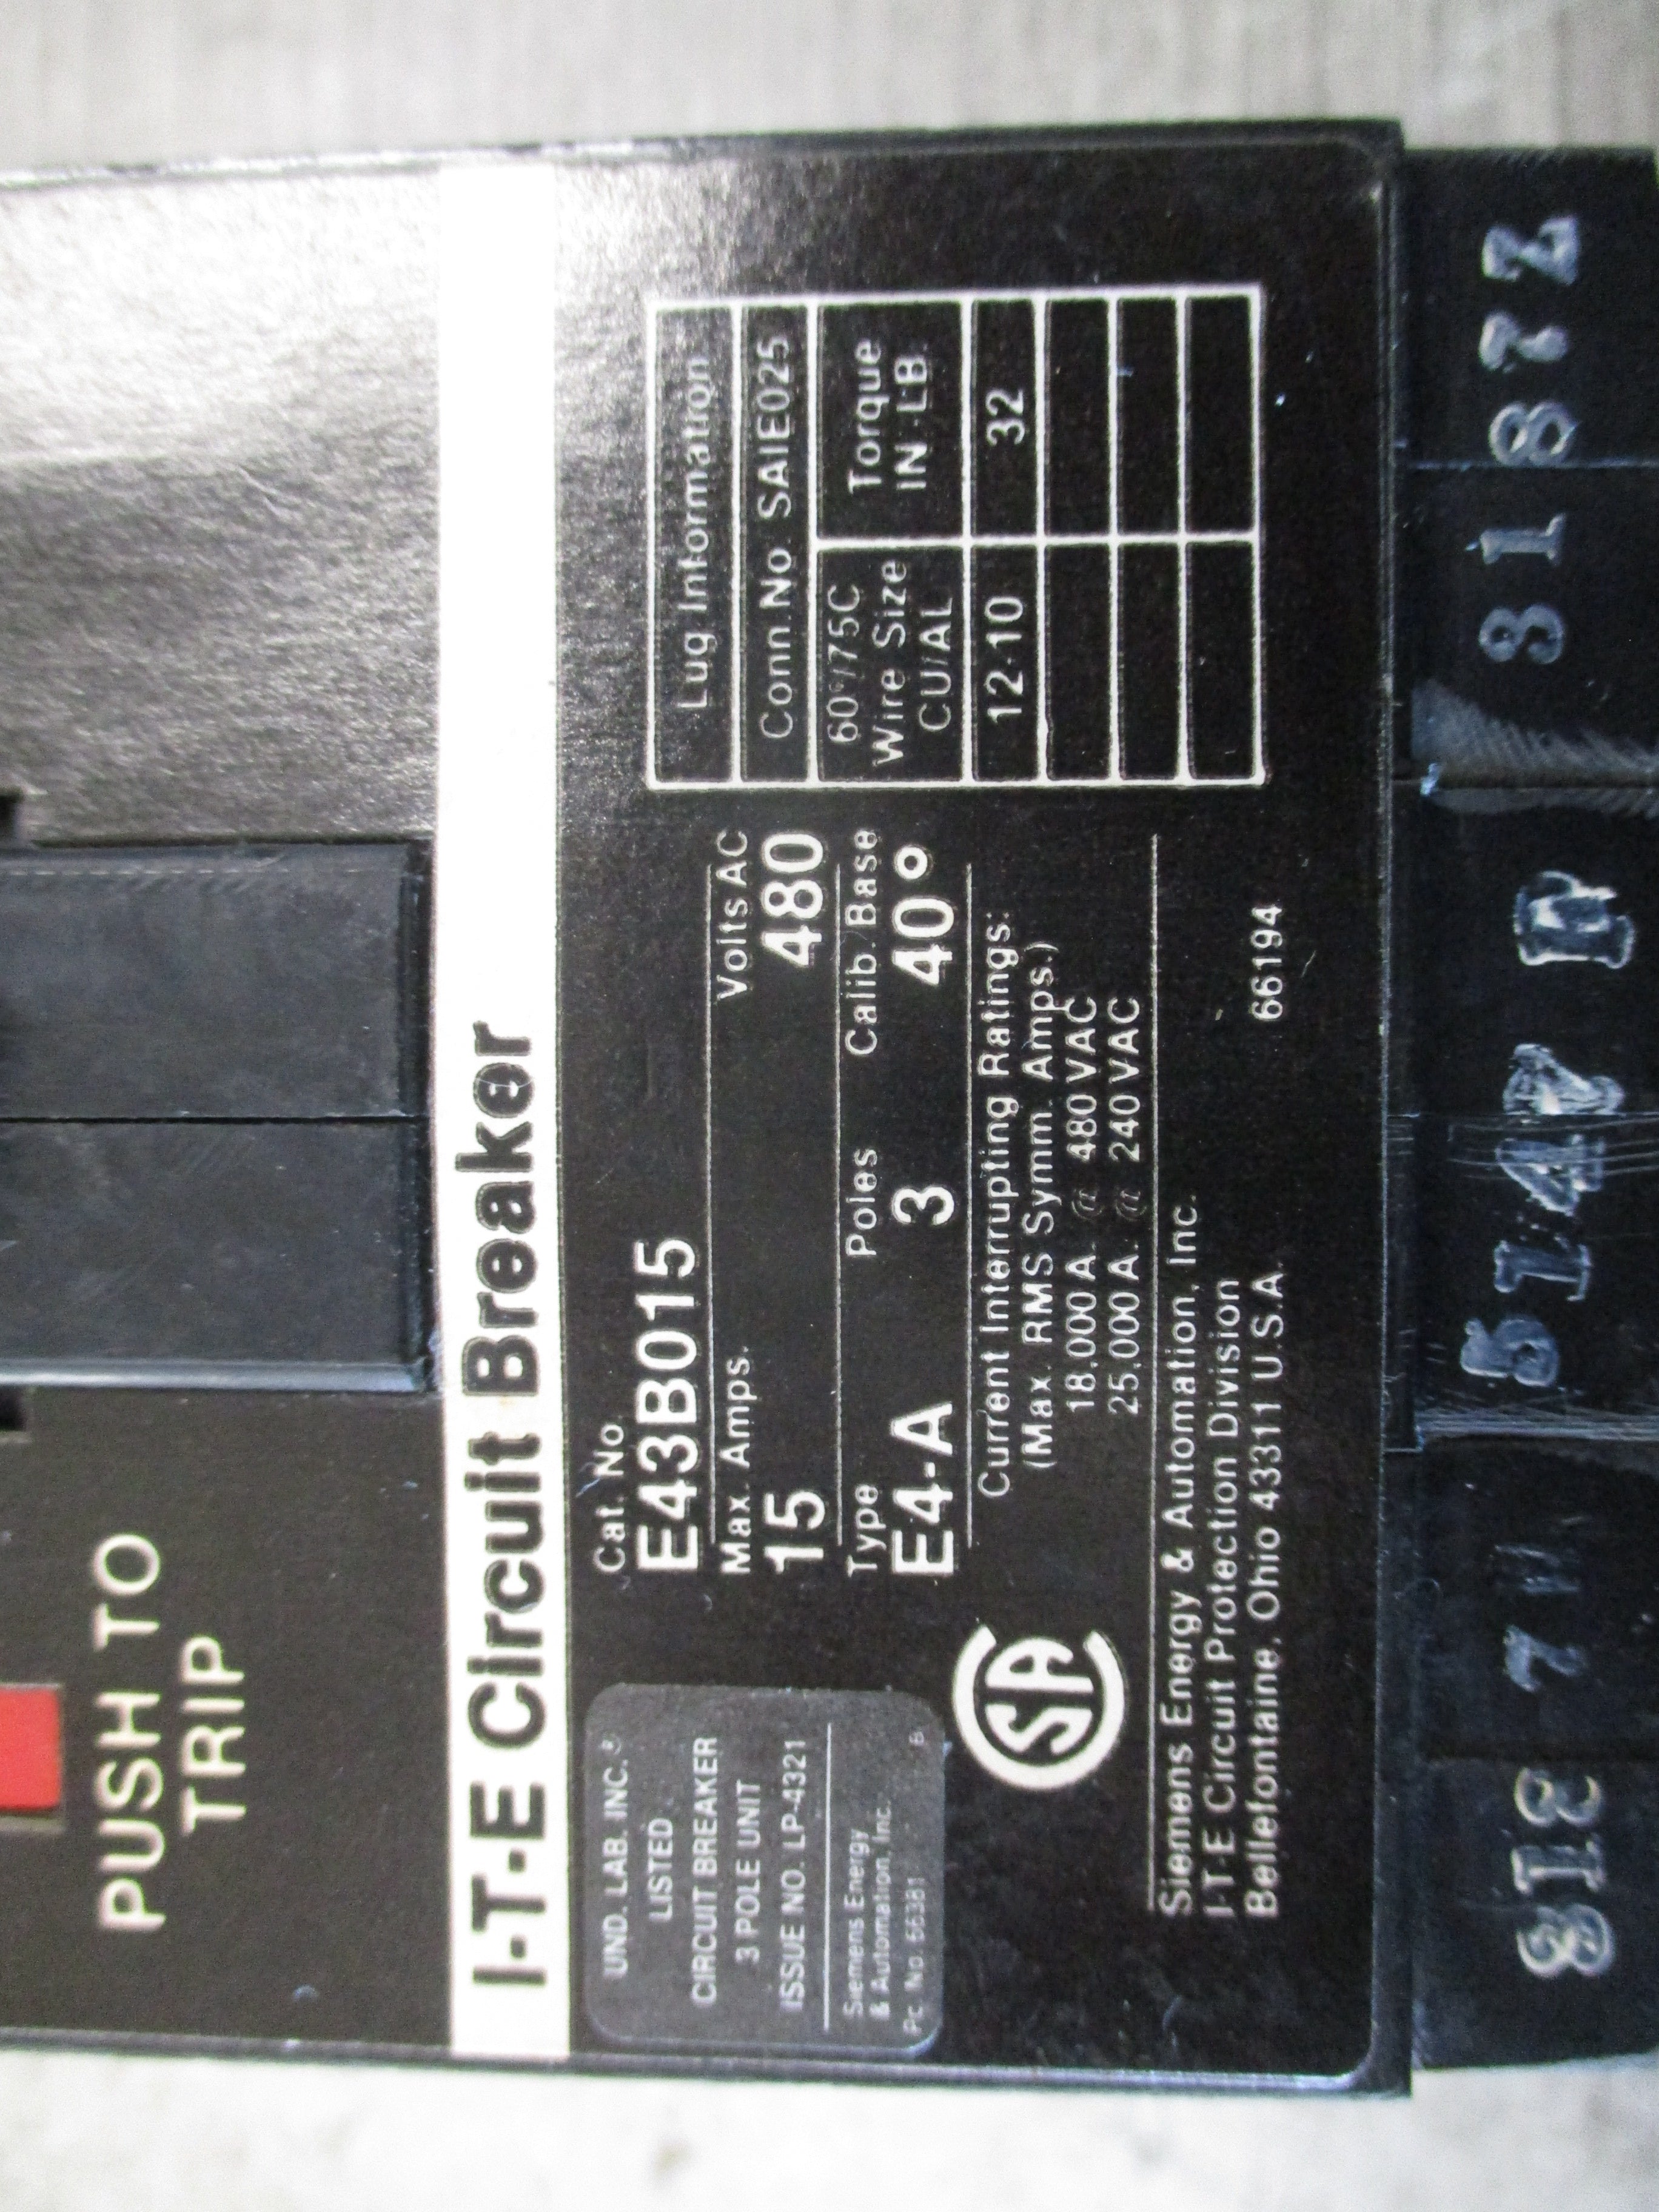 PUSH TO
TRIP
I-T-E Circuit Breaker
UND. LAB. INC.®
LISTED
CIRCUIT BREAKER
3 POLE UNIT
ISSUE NO. LP-4321
Siemens Energy
& Automation, Inc.
Pc. No. 66381 B
Cat. No.
E43B015
Max. Amps. Volts AC
15 480
Type Poles Calib. Base
E4-A 3 40°
Current Interrupting Ratings:
(Max. RMS Symm. Amps.)
18,000 A @ 480 VAC
25,000 A @ 240 VAC
SA
Siemens Energy & Automation, Inc.
I-T-E Circuit Protection Division
Bellefontaine, Ohio 43311 U.S.A.
66194
Lug Information
Conn. No. SAIE025
60°/75C
Wire Size
CU/AL
Torque
IN-LB.
12-10 32